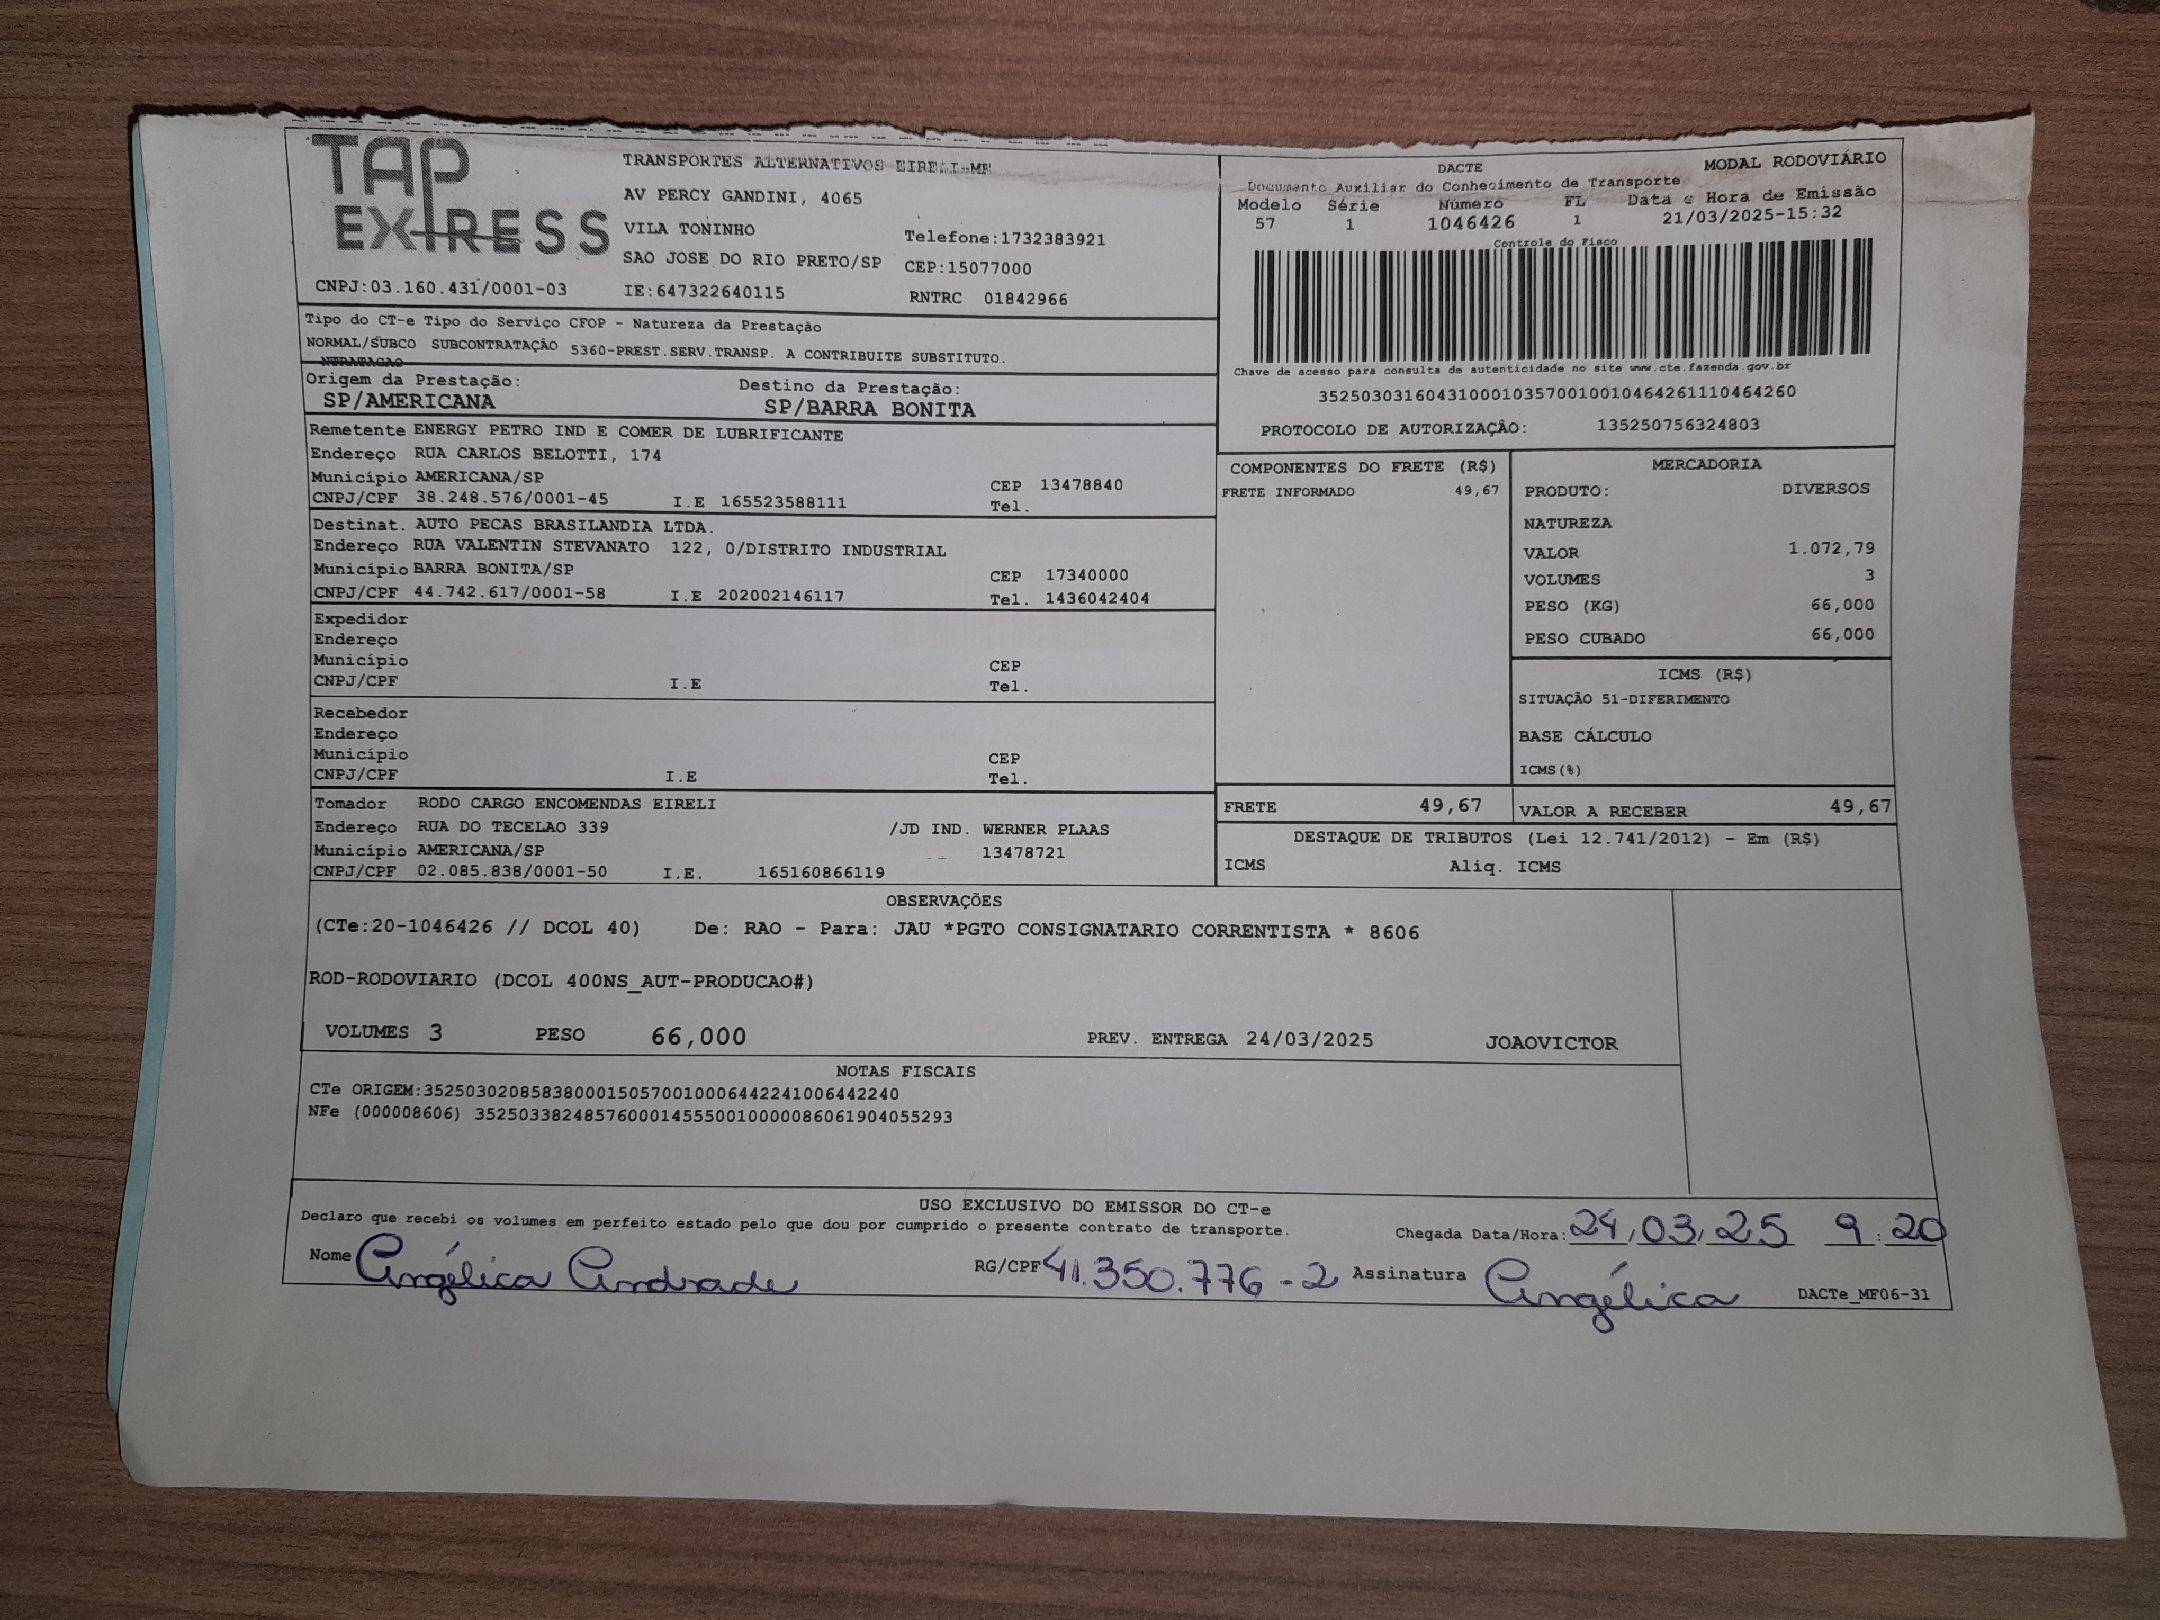 TAP EXPRESS
TRANSPORTES ALTERNATIVOS EIRELI-ME
AV PERCY GANDINI, 4065
VILA TONINHO Telefone:1732383921
SAO JOSE DO RIO PRETO/SP CEP:15077000
CNPJ:03.160.431/0001-03 IE:647322640115 RNTRC 01842966
DACTE MODAL RODOVIÁRIO
Documento Auxiliar do Conhecimento de Transporte
Modelo Série Número FL Data e Hora de Emissão
57 1 1046426 1 21/03/2025-15:32
Controle do Fisco
Chave de acesso para consulta de autenticidade no site www.cte.fazenda.gov.br
35250303160431000103570010010464261110464260
PROTOCOLO DE AUTORIZAÇÃO: 135250756324803
Tipo do CT-e Tipo do Serviço CFOP - Natureza da Prestação
NORMAL/SUBCO SUBCONTRATAÇÃO 5360-PREST.SERV.TRANSP. A CONTRIBUITE SUBSTITUTO.
NTRATACAO
Origem da Prestação: Destino da Prestação:
SP/AMERICANA SP/BARRA BONITA
Remetente ENERGY PETRO IND E COMER DE LUBRIFICANTE
Endereço RUA CARLOS BELOTTI, 174
Município AMERICANA/SP CEP 13478840
CNPJ/CPF 38.248.576/0001-45 I.E 165523588111 Tel.
Destinat. AUTO PECAS BRASILANDIA LTDA.
Endereço RUA VALENTIN STEVANATO 122, 0/DISTRITO INDUSTRIAL
Município BARRA BONITA/SP CEP 17340000
CNPJ/CPF 44.742.617/0001-58 I.E 202002146117 Tel. 1436042404
Expedidor
Endereço
Município CEP
CNPJ/CPF I.E Tel.
Recebedor
Endereço
Município CEP
CNPJ/CPF I.E Tel.
Tomador RODO CARGO ENCOMENDAS EIRELI
Endereço RUA DO TECELAO 339 /JD IND. WERNER PLAAS
Município AMERICANA/SP 13478721
CNPJ/CPF 02.085.838/0001-50 I.E. 165160866119
COMPONENTES DO FRETE (R$)
FRETE INFORMADO 49,67
MERCADORIA
PRODUTO: DIVERSOS
NATUREZA
VALOR 1.072,79
VOLUMES 3
PESO (KG) 66,000
PESO CUBADO 66,000
ICMS (R$)
SITUAÇÃO 51-DIFERIMENTO
BASE CÁLCULO
ICMS(%)
FRETE 49,67 VALOR A RECEBER 49,67
DESTAQUE DE TRIBUTOS (Lei 12.741/2012) - Em (R$)
ICMS Aliq. ICMS
OBSERVAÇÕES
(CTe:20-1046426 // DCOL 40) De: RAO - Para: JAU *PGTO CONSIGNATARIO CORRENTISTA * 8606
ROD-RODOVIARIO (DCOL 400NS_AUT-PRODUCAO#)
VOLUMES 3 PESO 66,000 PREV. ENTREGA 24/03/2025 JOAOVICTOR
NOTAS FISCAIS
CTe ORIGEM:35250302085838000150570010006442241006442240
NFe (000008606) 35250338248576000145550010000086061904055293
USO EXCLUSIVO DO EMISSOR DO CT-e
Declaro que recebi os volumes em perfeito estado pelo que dou por cumprido o presente contrato de transporte. Chegada Data/Hora: 24/03/25 9:20
Nome Angélica Andrade RG/CPF 41.350.776-2 Assinatura Angélica
DACTe_MF06-31